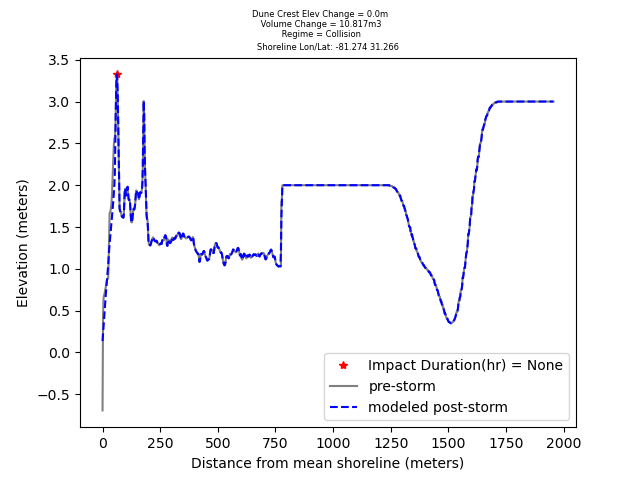 Dune Crest Elev Change = 0.0m
Volume Change = 10.817m3
Regime = Collision
Shoreline Lon/Lat: -81.274 31.266
3.5
3.0
2.5
2.0
1.5
1.0
0.5
0.0
−0.5
Elevation (meters)
Impact Duration(hr) = None
pre-storm
modeled post-storm
0 250 500 750 1000 1250 1500 1750 2000
Distance from mean shoreline (meters)